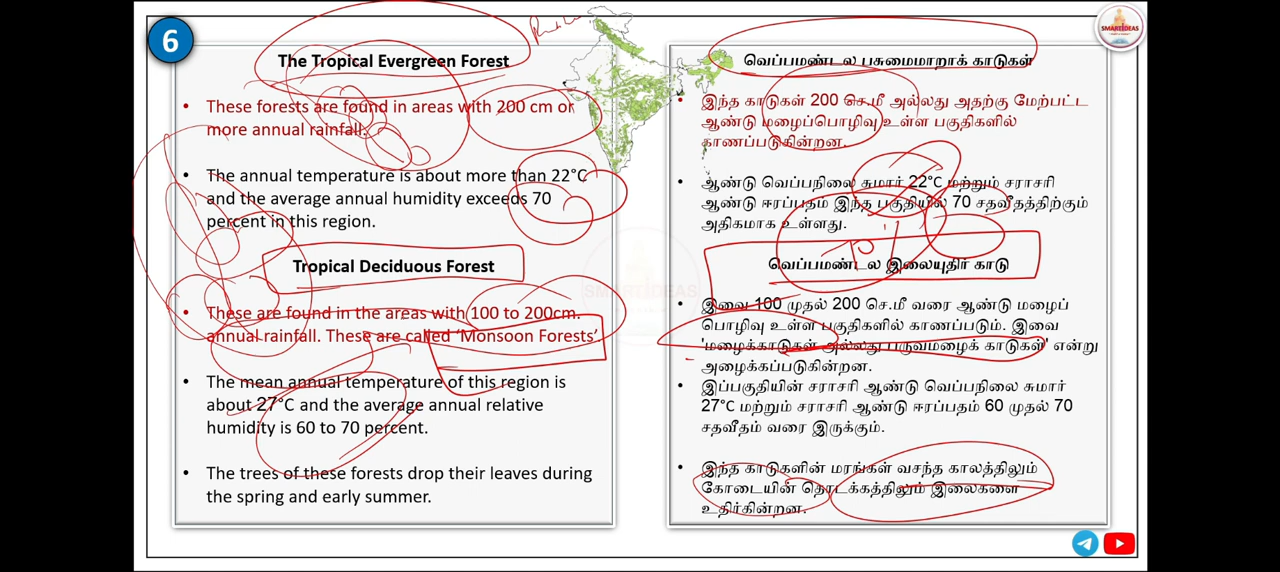 6
The Tropical Evergreen Forest
• These forests are found in areas with 200 cm or
more annual rainfall.
• The annual temperature is about more than 22°C
and the average annual humidity exceeds 70
percent in this region.
Tropical Deciduous Forest
• These are found in the areas with 100 to 200cm.
annual rainfall. These are called ‘Monsoon Forests’.
• The mean annual temperature of this region is
about 27°C and the average annual relative
humidity is 60 to 70 percent.
• The trees of these forests drop their leaves during
the spring and early summer.
வெப்பமண்டல பசுமைமாறாக் காடுகள்
• இந்த காடுகள் 200 செ.மீ அல்லது அதற்கு மேற்பட்ட
ஆண்டு மழைப்பொழிவு உள்ள பகுதிகளில்
காணப்படுகின்றன.
• ஆண்டு வெப்பநிலை சுமார் 22°C மற்றும் சராசரி
ஆண்டு ஈரப்பதம் இந்த பகுதியில் 70 சதவீதத்திற்கும்
அதிகமாக உள்ளது.
வெப்பமண்டல இலையுதிர் காடு
• இவை 100 முதல் 200 செ.மீ வரை ஆண்டு மழைப்
பொழிவு உள்ள பகுதிகளில் காணப்படும். இவை
'மழைக்காடுகள் அல்லது பருவமழைக் காடுகள்' என்று
அழைக்கப்படுகின்றன.
• இப்பகுதியின் சராசரி ஆண்டு வெப்பநிலை சுமார்
27°C மற்றும் சராசரி ஆண்டு ஈரப்பதம் 60 முதல் 70
சதவீதம் வரை இருக்கும்.
• இந்த காடுகளின் மரங்கள் வசந்த காலத்திலும்
கோடையின் தொடக்கத்திலும் இலைகளை
உதிர்கின்றன.
SMART IDEAS
SMART IDEAS